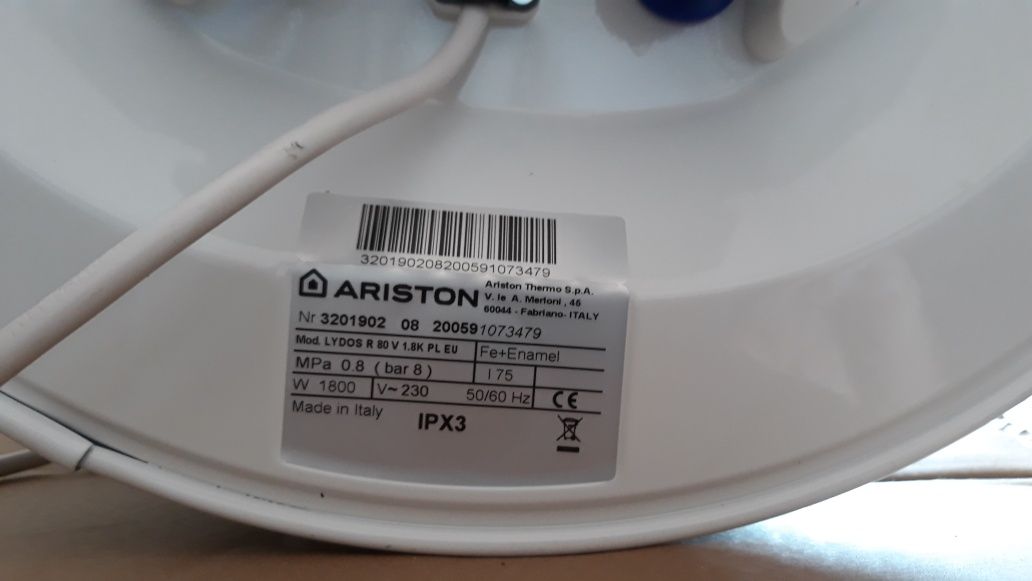 320190208200591073479
ARISTON
Ariston Thermo S.p.A.
V. le A. Merloni , 45
60044 - Fabriano- ITALY
Nr 3201902 08 200591073479
Mod. LYDOS R 80 V 1.8K PL EU
Fe+Enamel
MPa 0.8 ( bar 8 )
l 75
W 1800
V~ 230
50/60 Hz
CE
Made in Italy
IPX3